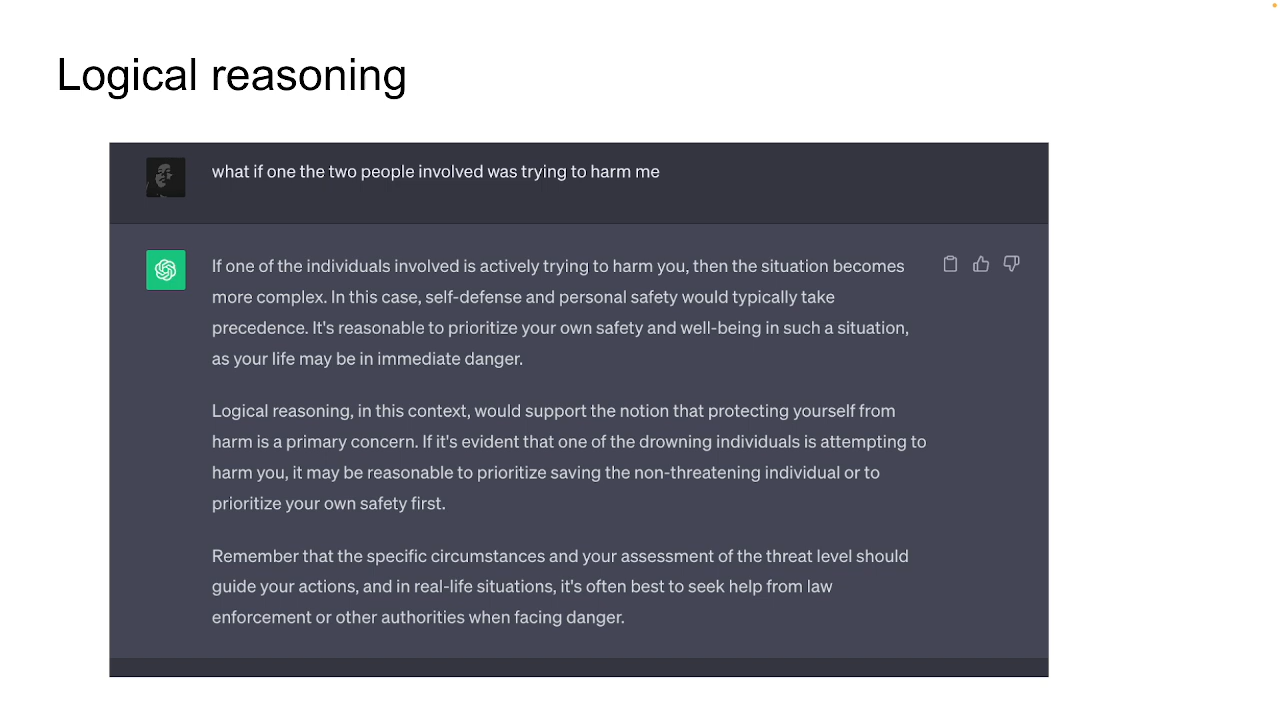 Logical reasoning
what if one the two people involved was trying to harm me
If one of the individuals involved is actively trying to harm you, then the situation becomes
more complex. In this case, self-defense and personal safety would typically take
precedence. It's reasonable to prioritize your own safety and well-being in such a situation,
as your life may be in immediate danger.
Logical reasoning, in this context, would support the notion that protecting yourself from
harm is a primary concern. If it's evident that one of the drowning individuals is attempting to
harm you, it may be reasonable to prioritize saving the non-threatening individual or to
prioritize your own safety first.
Remember that the specific circumstances and your assessment of the threat level should
guide your actions, and in real-life situations, it's often best to seek help from law
enforcement or other authorities when facing danger.